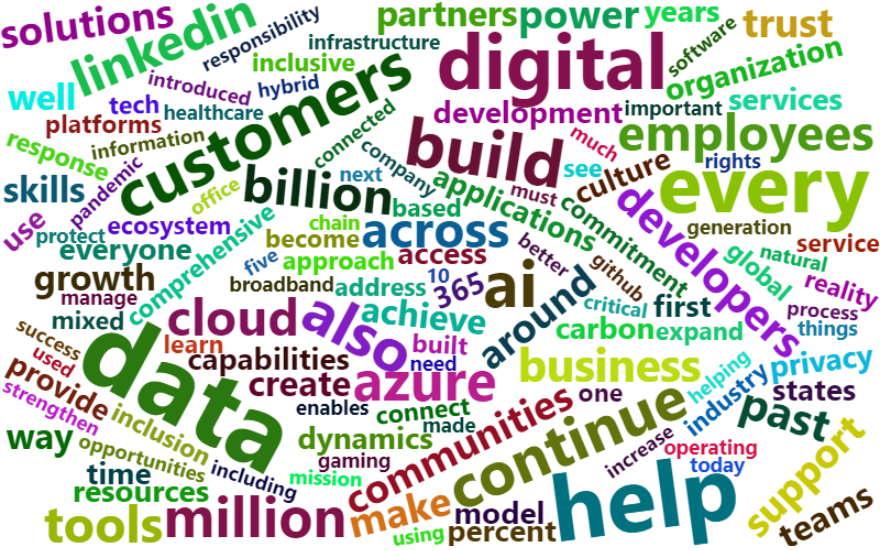 solutions
linkedin
responsibility
partners
power
years
trust
infrastructure
software
inclusive
digital
organization
well
tech
introduced
hybrid
customers
healthcare
development
important
services
platforms
response
information
connected
build
much
employees
skills
pandemic
office
billion
next
company
applications
must
see
culture
rights
every
use
protect
ecosystem
comprehensive
chain
based
commitment
developers
generation
everyone
become
across
access
better
github
global
natural
service
growth
five
approach
10
365
ai
around
critical
first
reality
manage
broadband
address
achieve
process
mixed
cloud
also
built
carbon
expand
things
success
data
learn
capabilities
need
business
privacy
used
provide
create
azure
helping
industry
states
strengthen
inclusion
enables
connect
made
communities
one
continue
past
way
opportunities
dynamics
increase
operating
support
time
including
gaming
mission
today
resources
make
model
help
teams
tools
million
using
percent